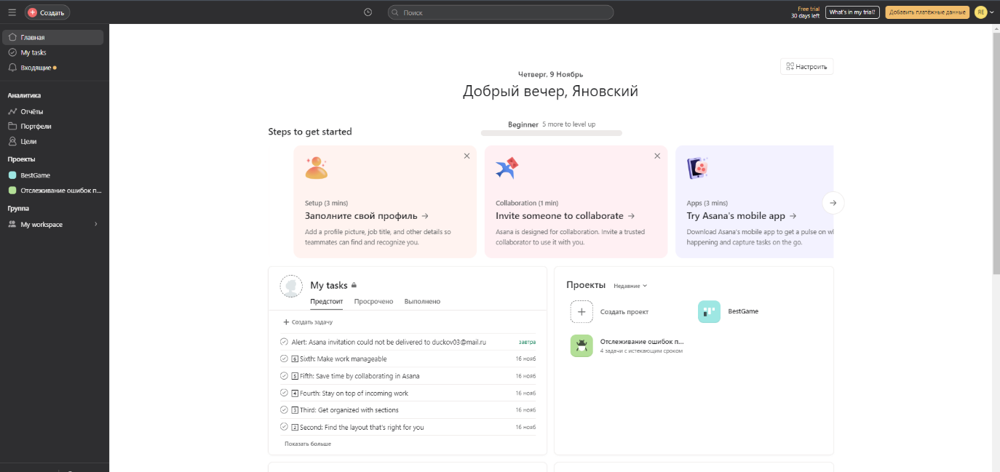 Создать
Поиск
Free trial
30 days left
What's in my trial?
Добавить платёжные данные
RE
Главная
My tasks
Входящие
Аналитика
Отчёты
Портфели
Цели
Проекты
BestGame
Отслеживание ошибок п...
Группа
My workspace
Настроить
Четверг, 9 Ноябрь
Добрый вечер, Яновский
Steps to get started
Beginner 5 more to level up
Setup (3 mins)
Заполните свой профиль →
Add a profile picture, job title, and other details so
teammates can find and recognize you.
Collaboration (1 min)
Invite someone to collaborate →
Asana is designed for collaboration. Invite a trusted
collaborator to use it with you.
Apps (3 mins)
Try Asana's mobile app →
Download Asana's mobile app to get a pulse on
happening and capture tasks on the go.
My tasks
Предстоит Просрочено Выполнено
Создать задачу
Alert: Asana invitation could not be delivered to duckov03@mail.ru завтра
6 Sixth: Make work manageable 16 нояб
5 Fifth: Save time by collaborating in Asana 16 нояб
4 Fourth: Stay on top of incoming work 16 нояб
3 Third: Get organized with sections 16 нояб
2 Second: Find the layout that's right for you 16 нояб
Показать больше
Проекты Недавние
Создать проект
BestGame
Отслеживание ошибок п...
4 задачи с истекающим сроком